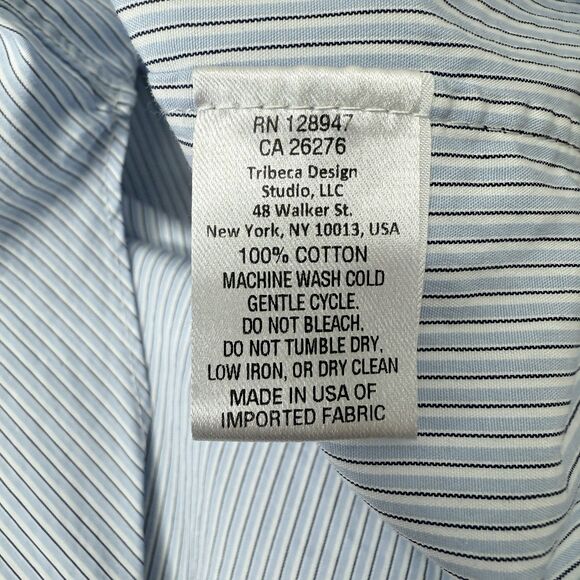 RN 128947
CA 26276
Tribeca Design
Studio, LLC
48 Walker St.
New York, NY 10013, USA
100% COTTON
MACHINE WASH COLD
GENTLE CYCLE.
DO NOT BLEACH.
DO NOT TUMBLE DRY,
LOW IRON, OR DRY CLEAN
MADE IN USA OF
IMPORTED FABRIC